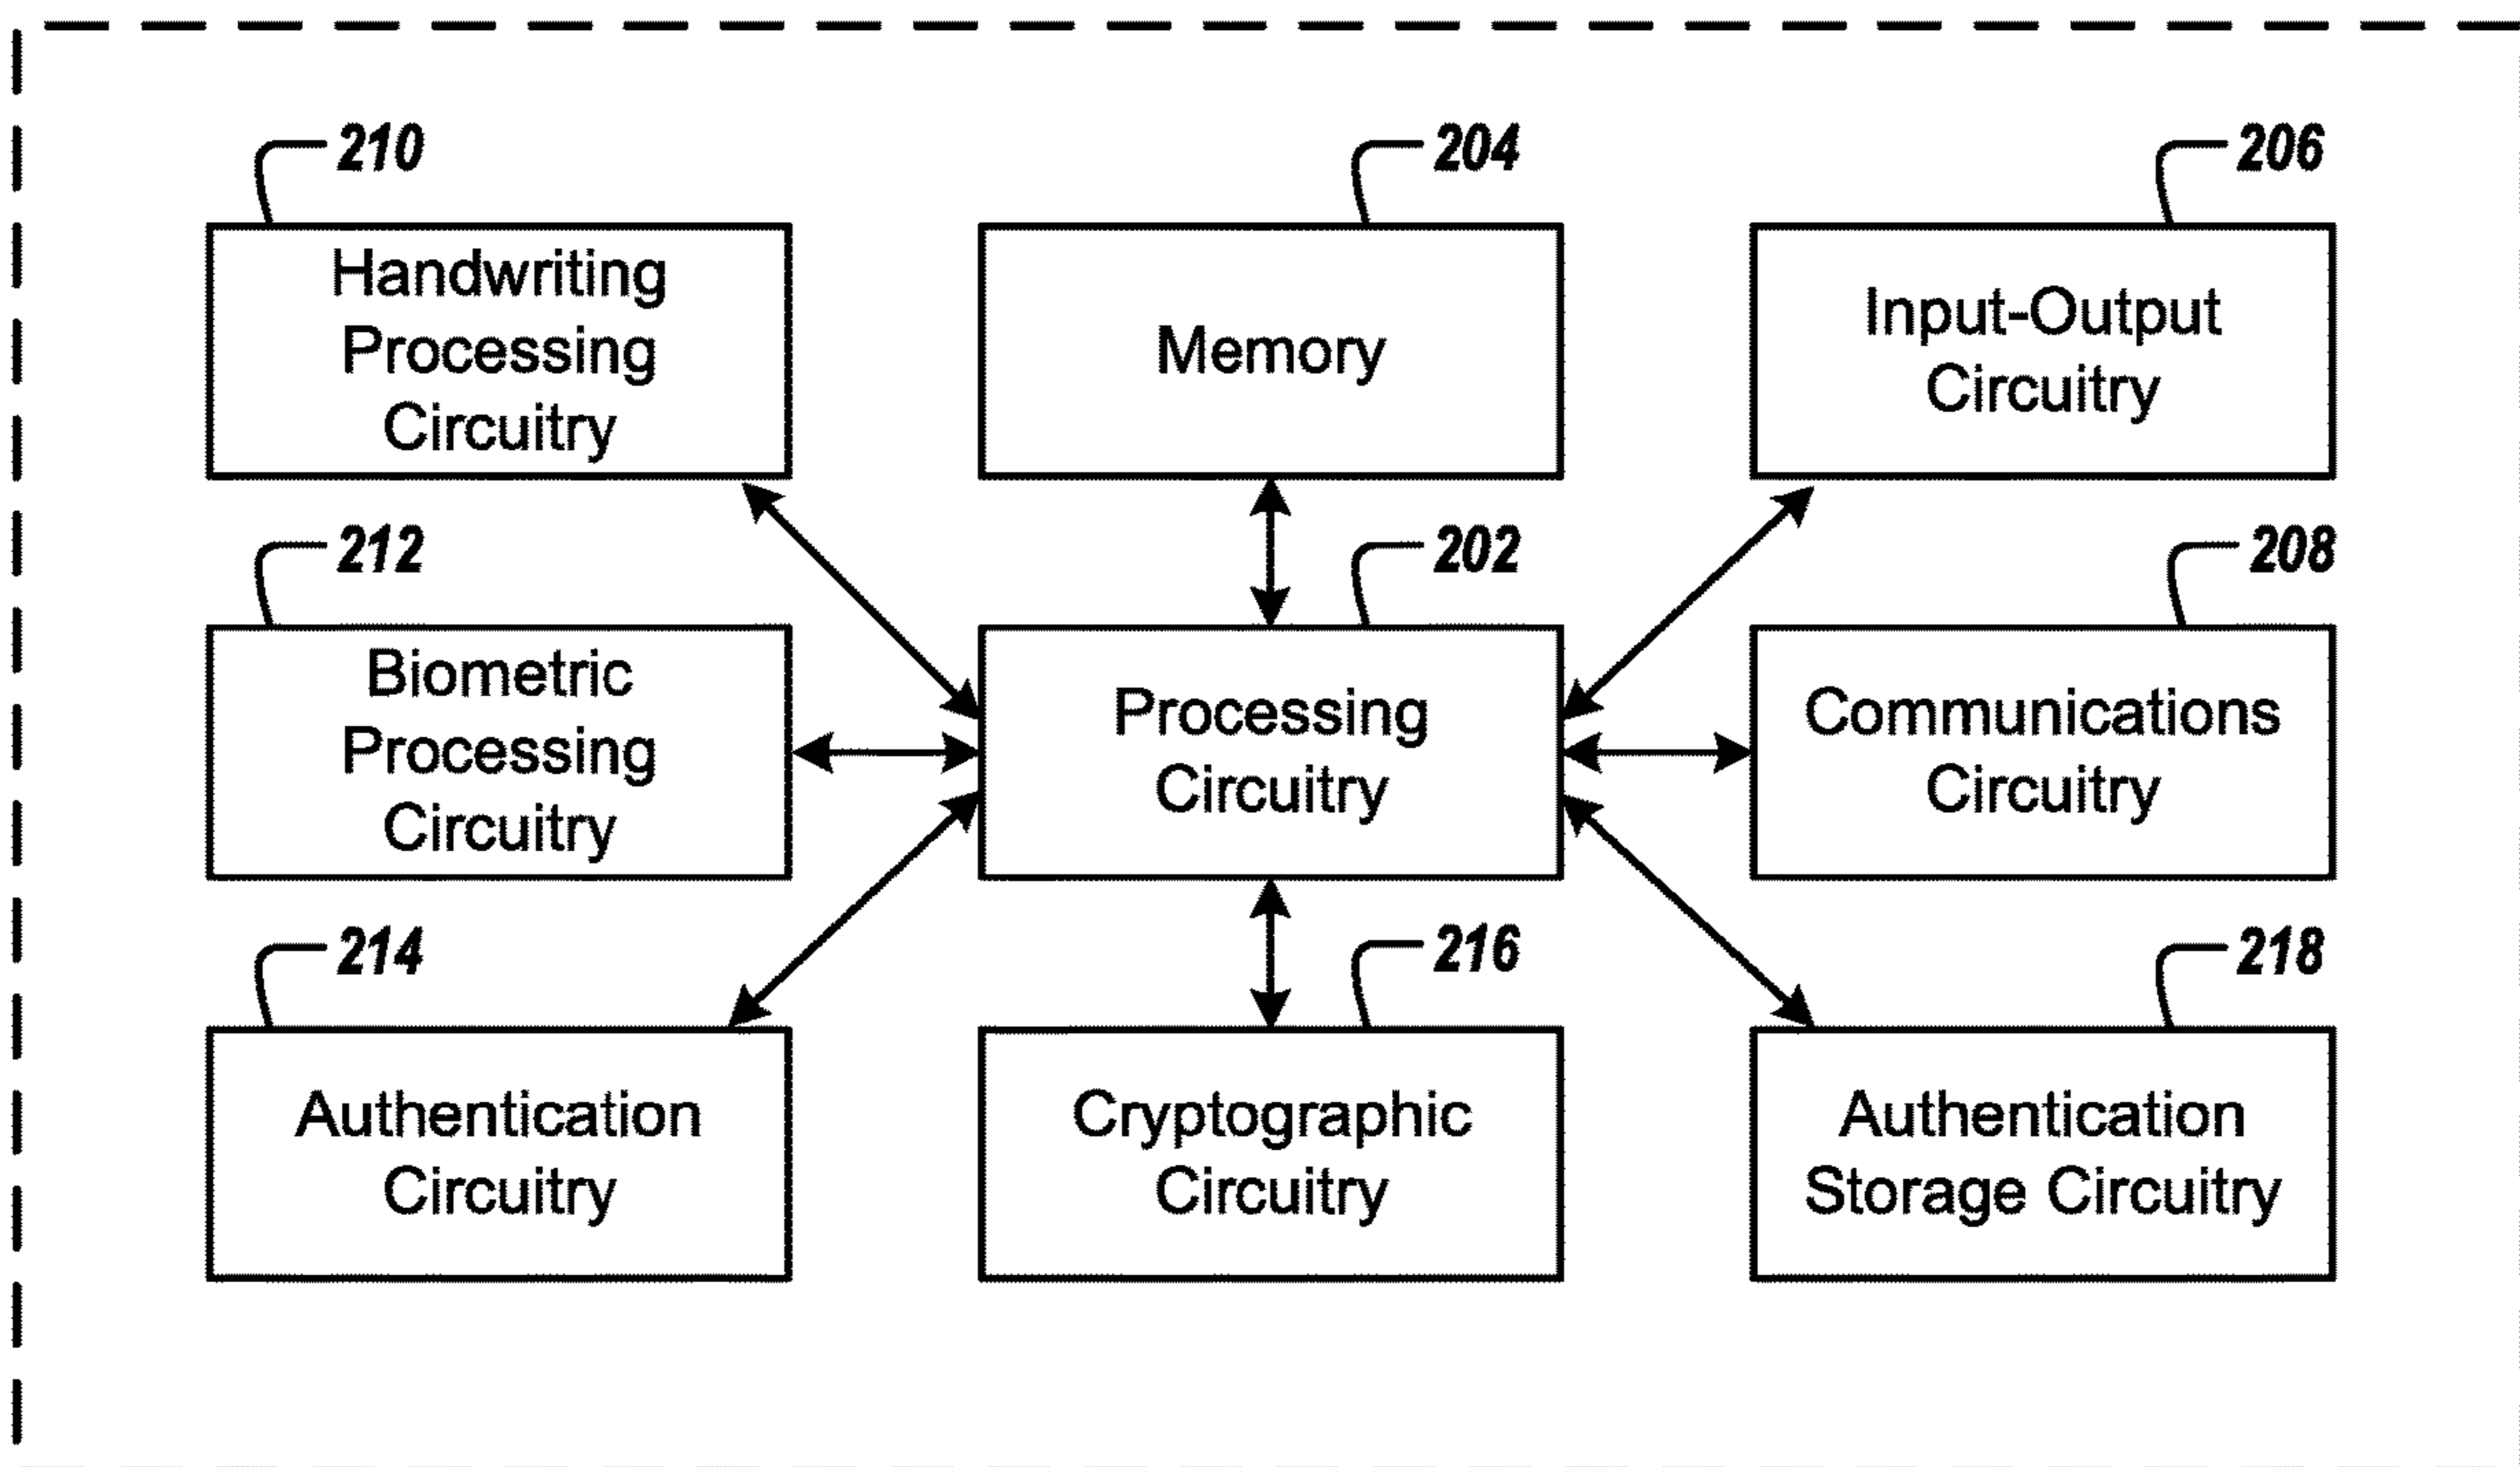 210
Handwriting
Processing
Circuitry
204
Memory
206
Input-Output
Circuitry
212
Biometric
Processing
Circuitry
202
Processing
Circuitry
208
Communications
Circuitry
214
Authentication
Circuitry
216
Cryptographic
Circuitry
218
Authentication
Storage Circuitry